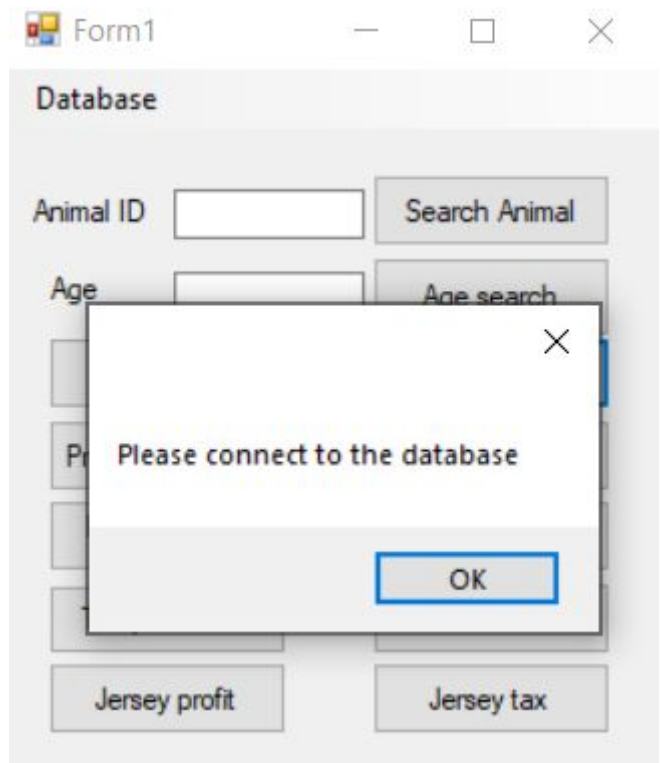 Form1
Database
Animal ID
Search Animal
Age
Age search
Please connect to the database
OK
Jersey profit
Jersey tax